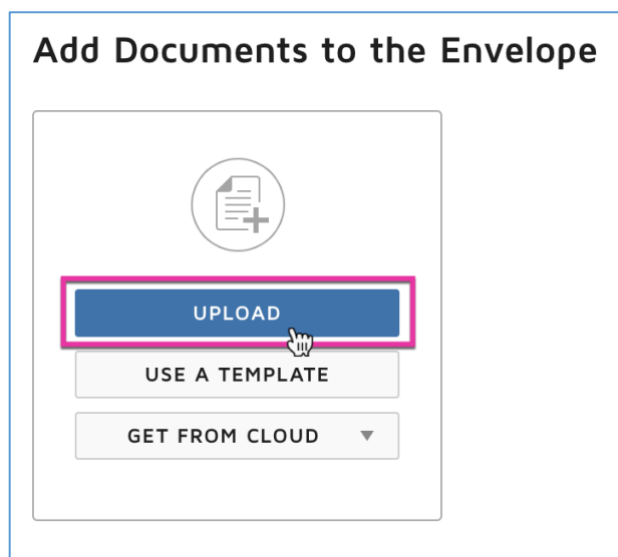 Add Documents to the Envelope
UPLOAD
USE A TEMPLATE
GET FROM CLOUD